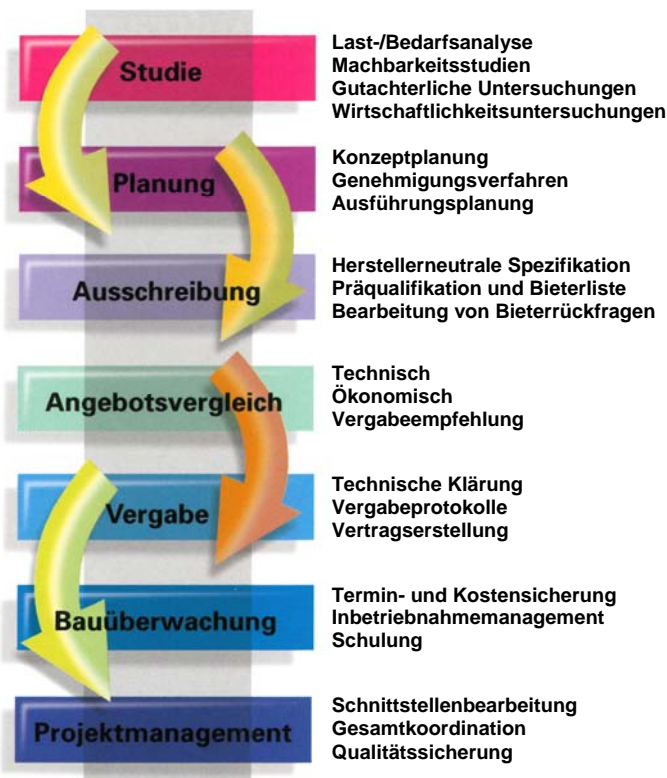 Studie
Last-/Bedarfsanalyse
Machbarkeitsstudien
Gutachterliche Untersuchungen
Wirtschaftlichkeitsuntersuchungen
Planung
Konzeptplanung
Genehmigungsverfahren
Ausführungsplanung
Ausschreibung
Herstellerneutrale Spezifikation
Präqualifikation und Bieterliste
Bearbeitung von Bieterrückfragen
Angebotsvergleich
Technisch
Ökonomisch
Vergabeempfehlung
Vergabe
Technische Klärung
Vergabeprotokolle
Vertragserstellung
Bauüberwachung
Termin- und Kostensicherung
Inbetriebnahmemanagement
Schulung
Projektmanagement
Schnittstellenbearbeitung
Gesamtkoordination
Qualitätssicherung